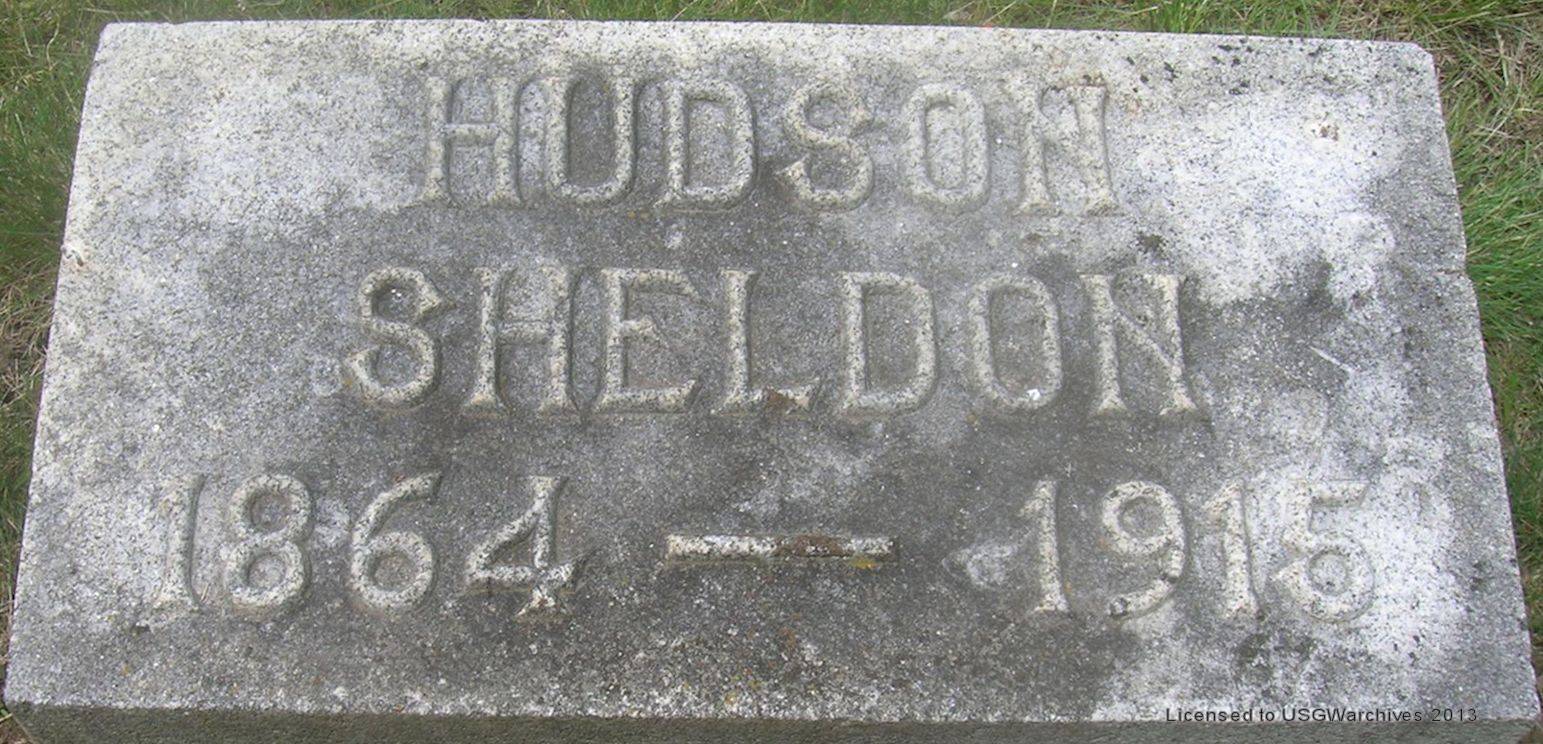 HUDSON
SHELDON
1864 — 1915
Licensed to USGWarchives 2013